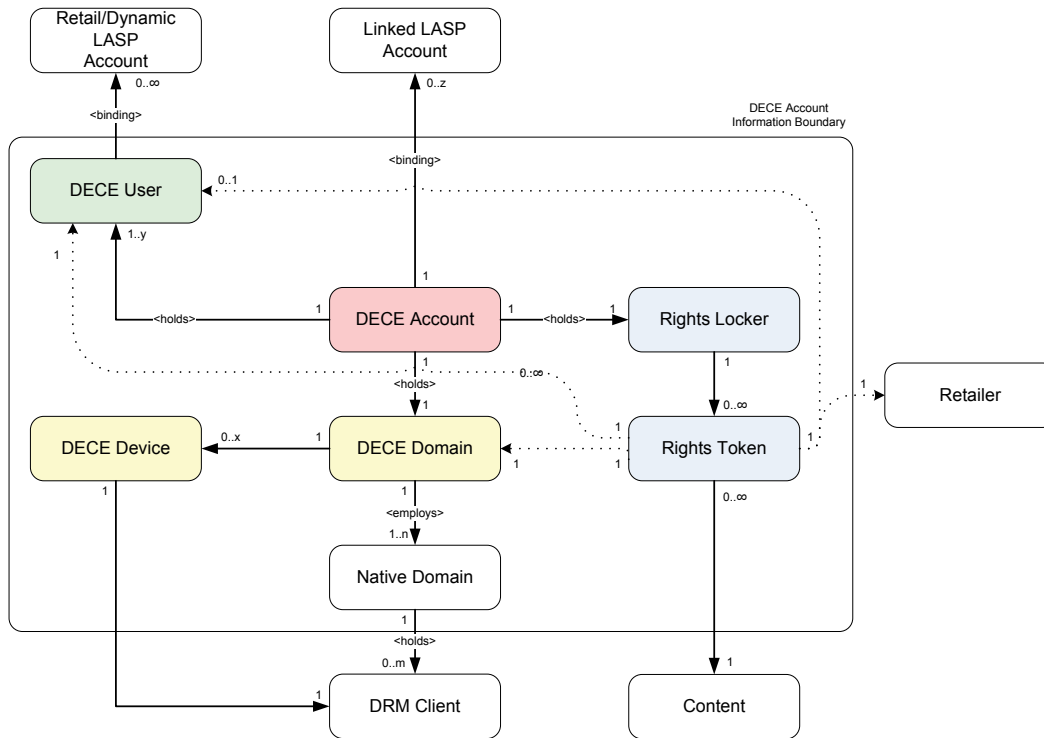 Retail/Dynamic
LASP
Account
Linked LASP
Account
0..∞
0..z
<binding>
DECE Account
Information Boundary
<binding>
DECE User
0..1
1..y
1
1
1
<holds>
1
DECE Account
1
<holds>
1
Rights Locker
1
1
0..∞
<holds>
1
0..∞
1
Retailer
DECE Device
0..x
1
DECE Domain
1
1
1
Rights Token
1
1
1
0..∞
<employs>
1..n
Native Domain
1
<holds>
0..m
1
1
DRM Client
Content